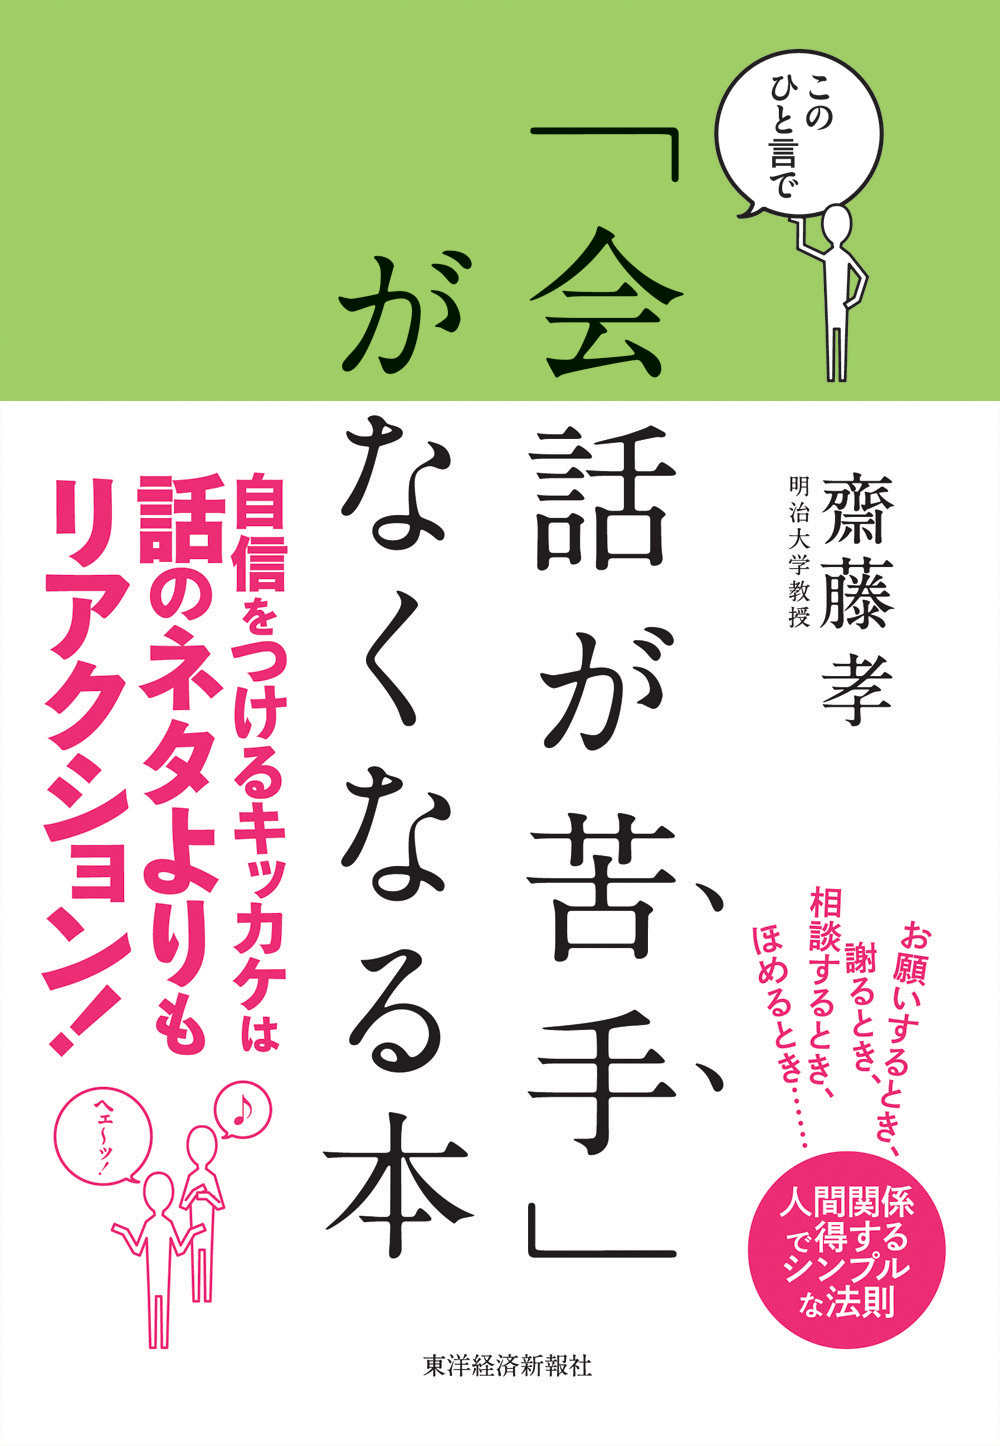 この
ひと言で
「会話が苦手」
がなくなる本
齋藤 孝
明治大学教授
自信をつけるキッカケは
話のネタよりも
リアクション！
お願いするとき、
謝るとき、
相談するとき、
ほめるとき……
人間関係
で得する
シンプル
な法則
♪
ヘェ〜ッ！
東洋経済新報社